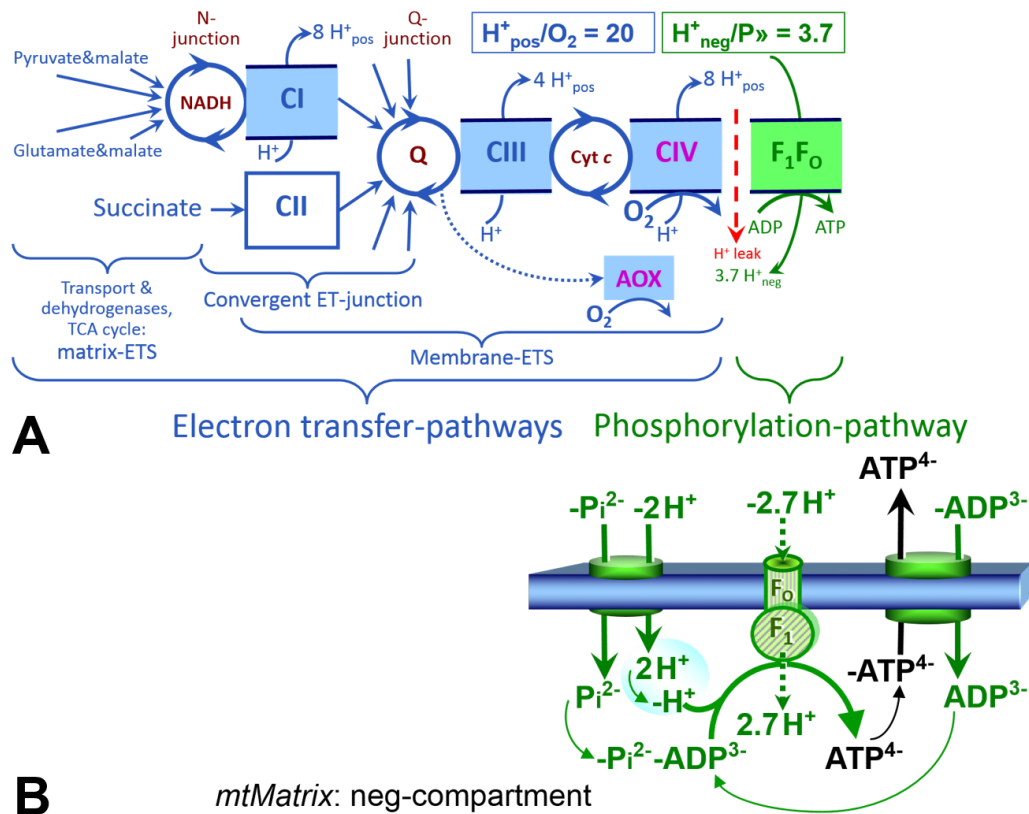 N-
junction
8 H⁺pos
Q-
junction
H⁺pos/O₂ = 20
H⁺neg/P» = 3.7
Pyruvate&malate
NADH
CI
4 H⁺pos
8 H⁺pos
Glutamate&malate
H⁺
Q
CIII
Cyt c
CIV
F₁Fₒ
Succinate
CII
H⁺
O₂
H⁺
ADP
ATP
H⁺ leak
3.7 H⁺neg
AOX
O₂
Transport &
dehydrogenases,
TCA cycle:
matrix-ETS
Convergent ET-junction
Membrane-ETS
A
Electron transfer-pathways
Phosphorylation-pathway
ATP⁴⁻
-Pi²⁻
-2H⁺
-2.7H⁺
-ADP³⁻
Fₒ
F₁
2H⁺
-H⁺
Pi²⁻
2.7H⁺
-ATP⁴⁻
ADP³⁻
-Pi²⁻-ADP³⁻
ATP⁴⁻
B
mtMatrix: neg-compartment